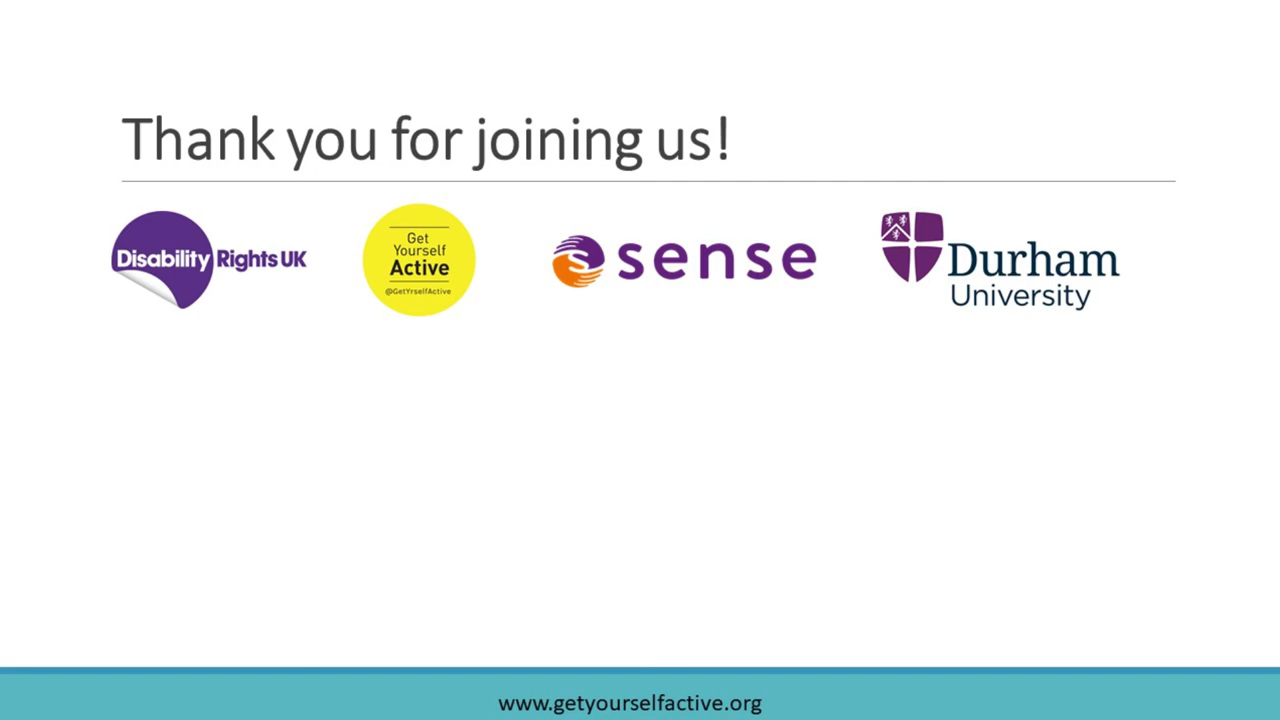 Thank you for joining us!
Disability Rights UK
Get
Yourself
Active
@GetYrselfActive
S sense
Durham
University
www.getyourselfactive.org